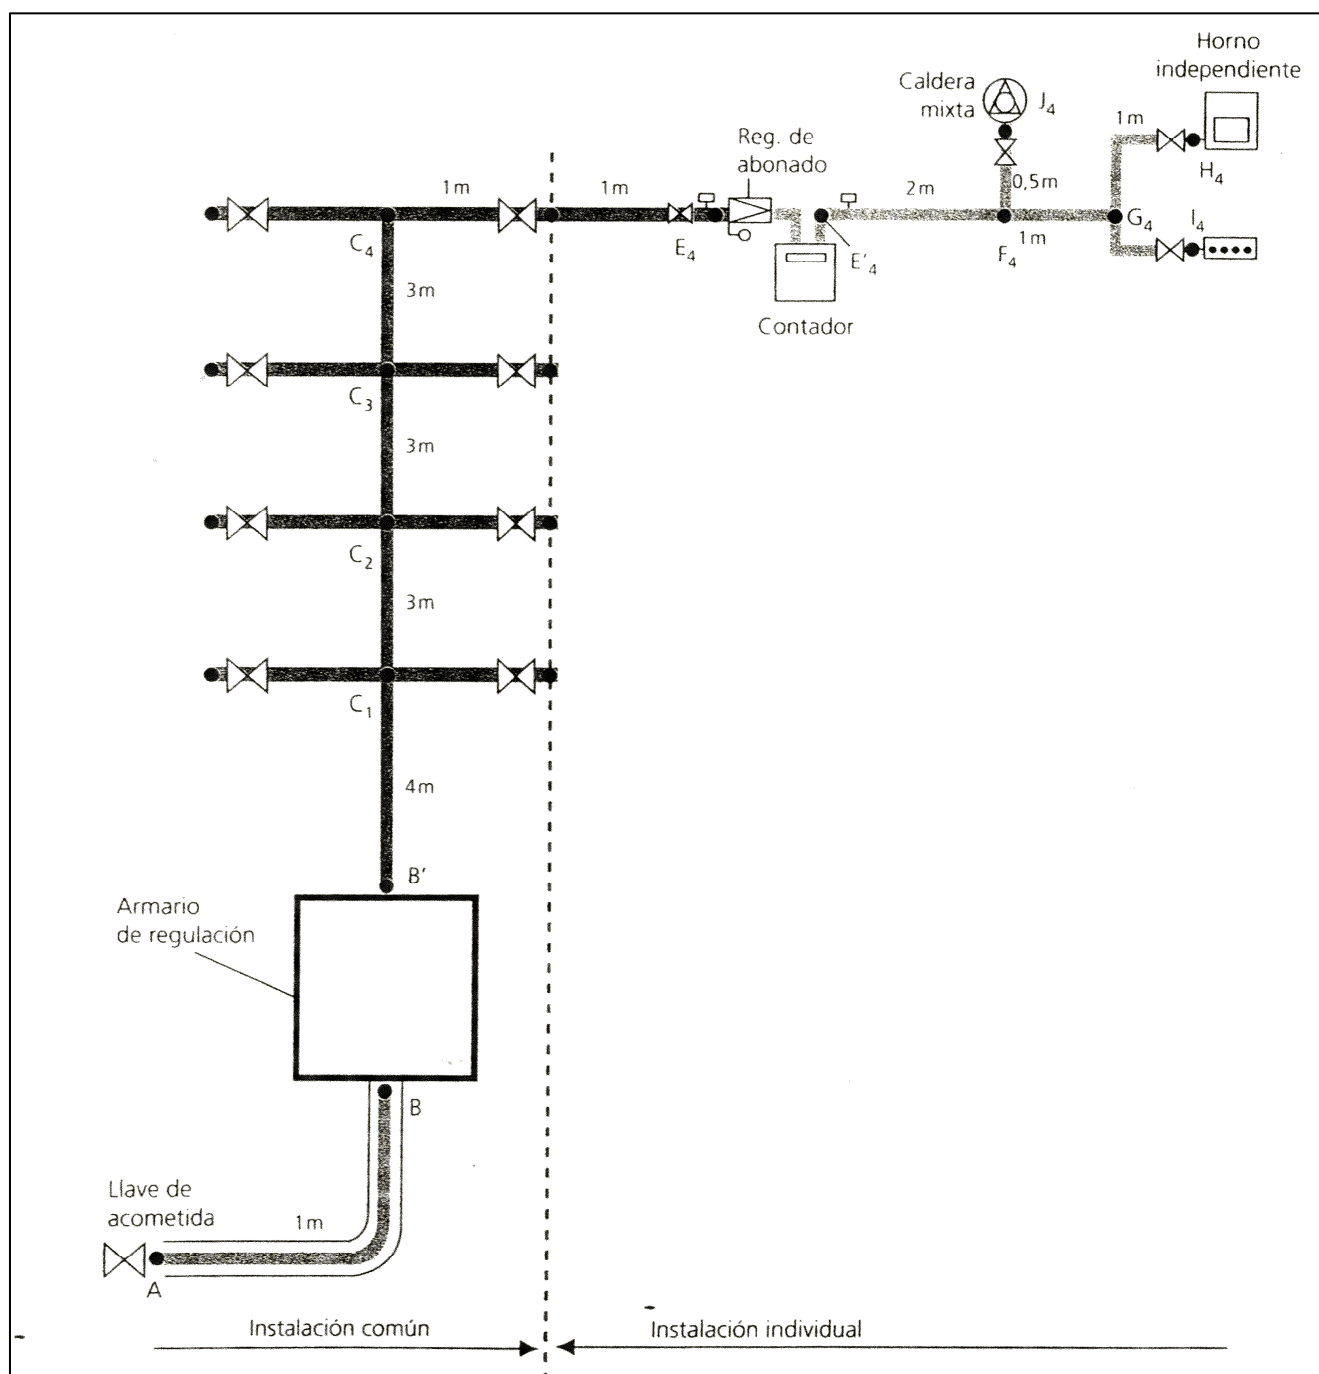 Horno
independiente
Caldera
mixta
J4
1m
Reg. de
abonado
H4
1m
1m
2m
0,5m
C4
E4
E'4
F4
1m
G4
I4
3m
Contador
C3
3m
C2
3m
C1
4m
B'
Armario
de regulación
B
Llave de
acometida
1m
A
Instalación común
Instalación individual